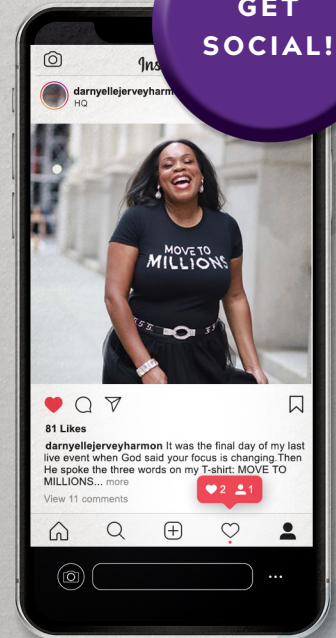 GET
SOCIAL!
Ins
darnyellejerveyharm
HQ
MOVE TO
MILLIONS
81 Likes
darnyellejerveyharmon It was the final day of my last
live event when God said your focus is changing.Then
He spoke the three words on my T-shirt: MOVE TO
MILLIONS... more
2 1
View 11 comments